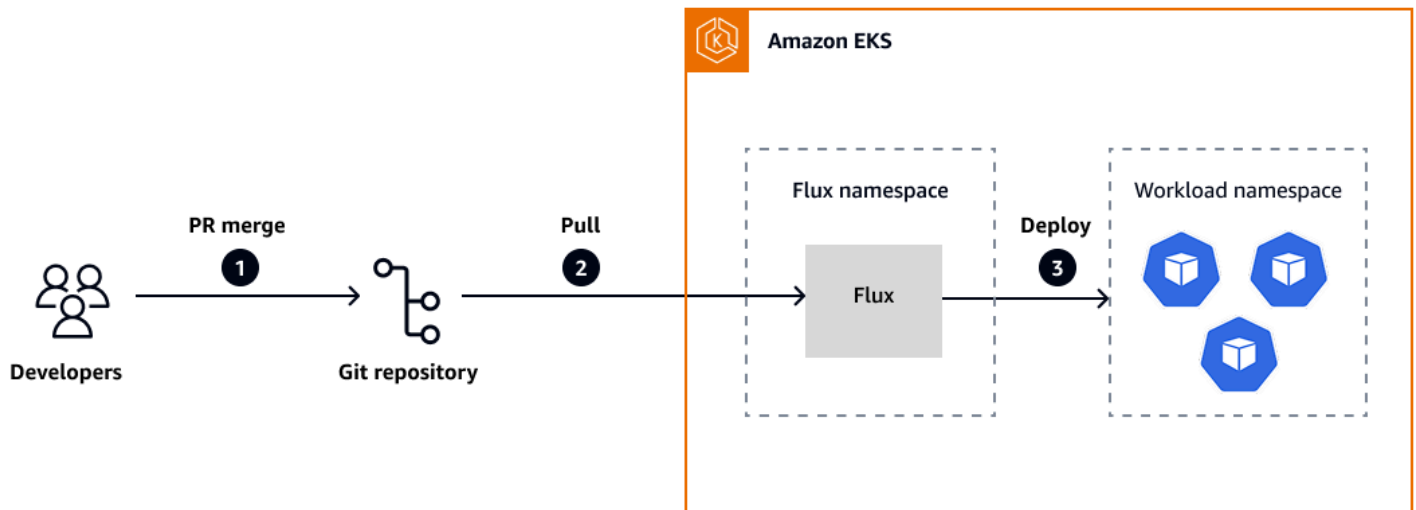 Amazon EKS
Flux namespace
Workload namespace
PR merge
Pull
Deploy
1
2
3
Flux
Developers
Git repository
K